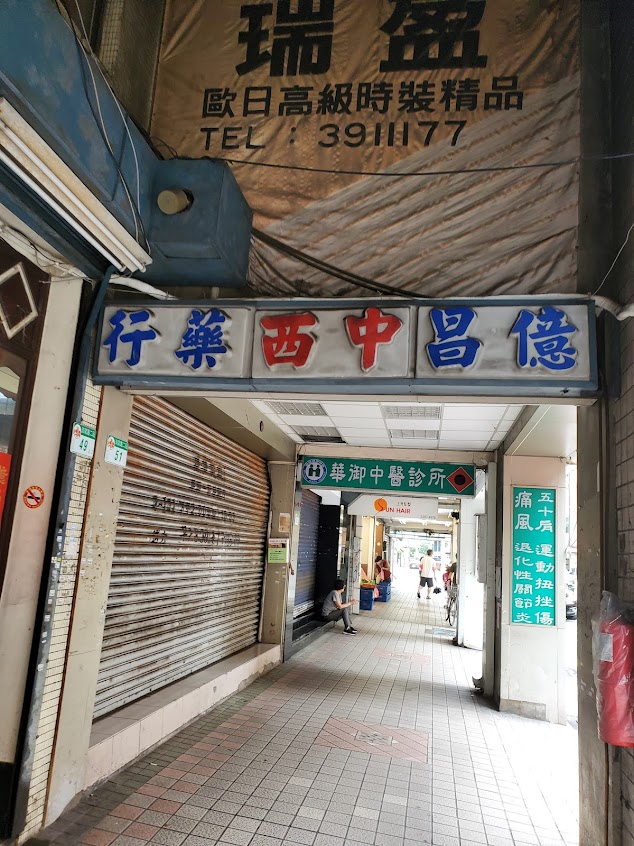 瑞盈
歐日高級時裝精品
TEL：3911177
億昌中西藥行
49
51
華御中醫診所
UN HAIR
五十肩 運動扭挫傷
痛風 退化性關節炎